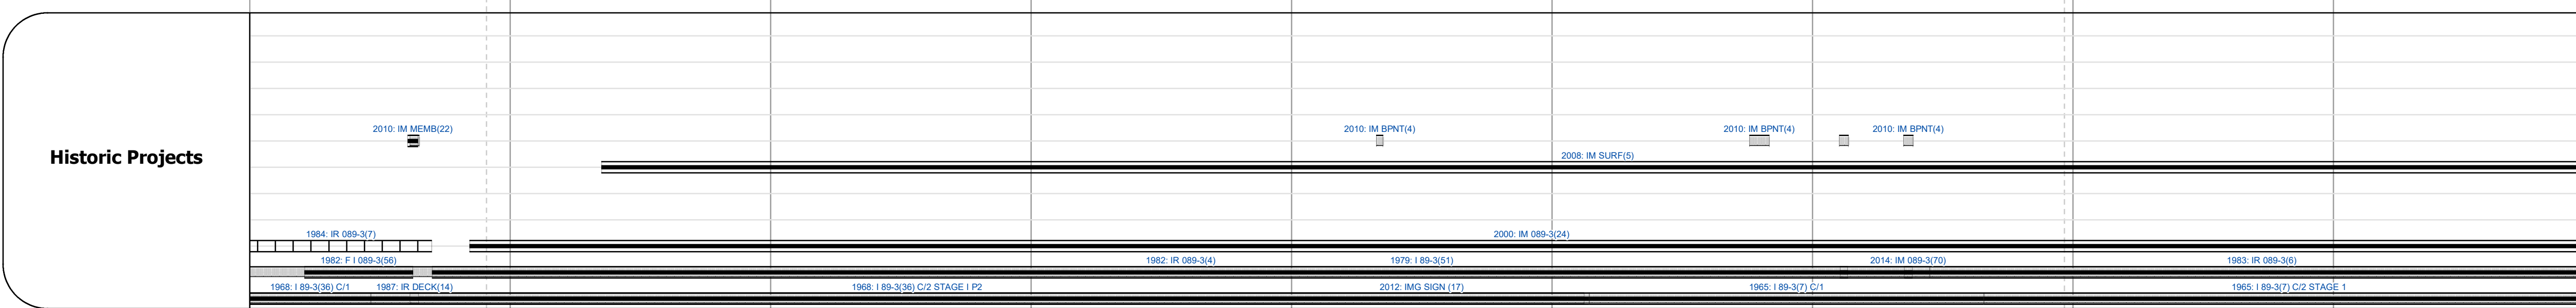 2010: IM MEMB(22) 2010: IM BPNT(4) 2010: IM BPNT(4) 2010: IM BPNT(4)
Historic Projects
2008: IM SURF(5)
1984: IR 089-3(7) 2000: IM 089-3(24)
1982: F I 089-3(56) 1982: IR 089-3(4) 1979: I 89-3(51) 2014: IM 089-3(70) 1983: IR 089-3(6)
1968: I 89-3(36) C/1 1987: IR DECK(14) 1968: I 89-3(36) C/2 STAGE I P2 2012: IMG SIGN (17) 1965: I 89-3(7) C/1 1965: I 89-3(7) C/2 STAGE 1